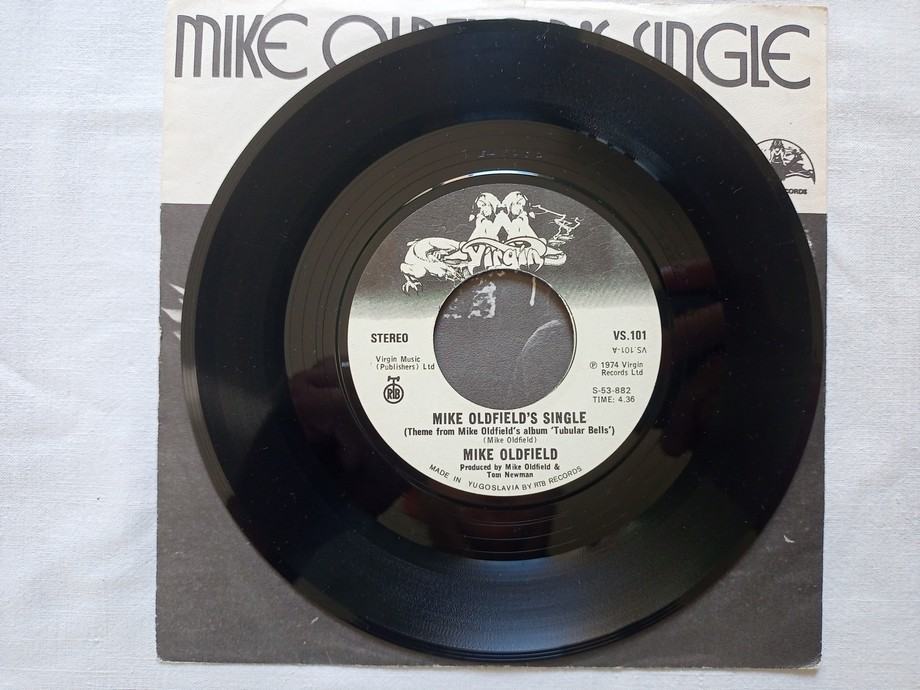 MIKE OLDFIELD'S SINGLE
Virgin
STEREO
VS.101
VS.101-A
Virgin Music
(Publishers) Ltd
℗ 1974 Virgin
Records Ltd
RTB
S-53-882
TIME: 4.36
MIKE OLDFIELD'S SINGLE
(Theme from Mike Oldfield's album 'Tubular Bells')
(Mike Oldfield)
MIKE OLDFIELD
Produced by Mike Oldfield &
Tom Newman
MADE IN YUGOSLAVIA BY RTB RECORDS